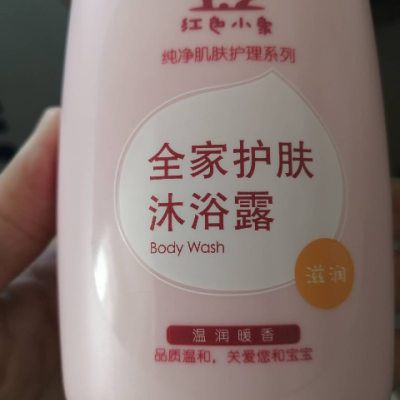 红色小象
纯净肌肤护理系列
全家护肤
沐浴露
Body Wash
滋润
温润暖香
品质温和，关爱您和宝宝